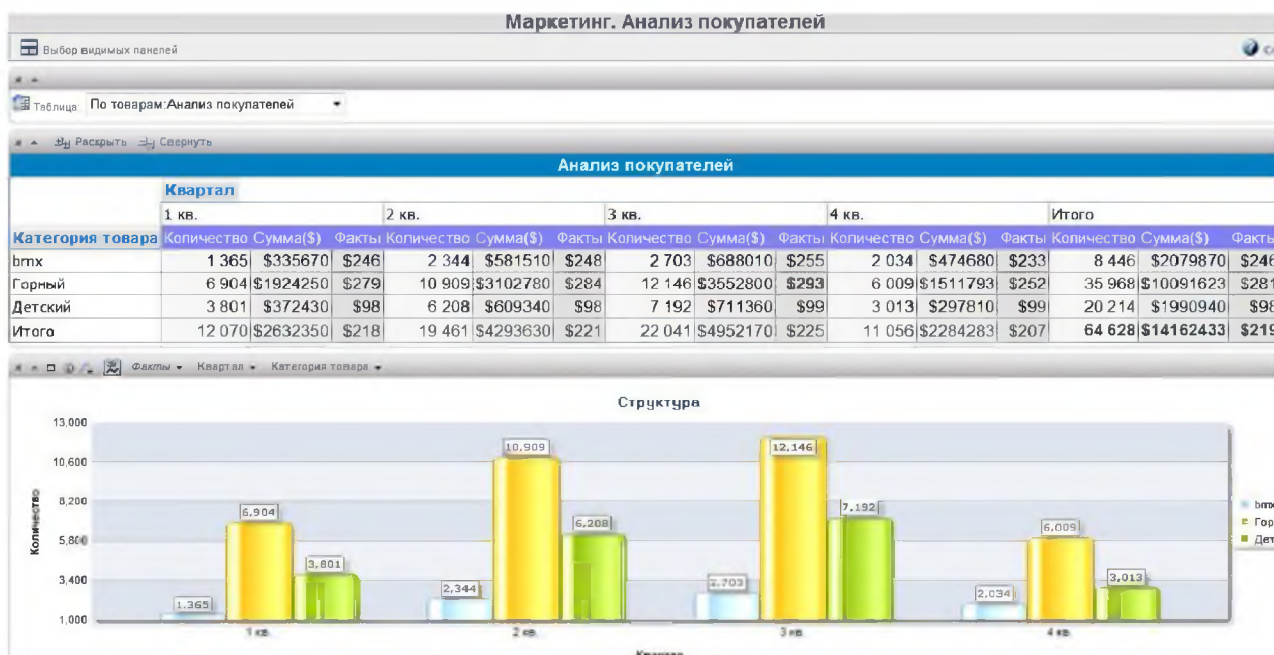 Маркетинг. Анализ покупателей
Выбор видимых панелей
Таблица: По товарам:Анализ покупателей
Раскрыть Свернуть
Анализ покупателей
Квартал
1 кв. 2 кв. 3 кв. 4 кв. Итого
Категория товара Количество Сумма($) Факты Количество Сумма($) Факты Количество Сумма($) Факты Количество Сумма($) Факты Количество Сумма($) Факты
bmx 1 365 $335670 $246 2 344 $581510 $248 2 703 $688010 $255 2 034 $474680 $233 8 446 $2079870 $246
Горный 6 904 $1924250 $279 10 909 $3102780 $284 12 146 $3552800 $293 6 009 $1511793 $252 35 968 $10091623 $281
Детский 3 801 $372430 $98 6 208 $609340 $98 7 192 $711360 $99 3 013 $297810 $99 20 214 $1990940 $98
Итого 12 070 $2632350 $218 19 461 $4293630 $221 22 041 $4952170 $225 11 056 $2284283 $207 64 628 $14162433 $219
Факты Квартал Категория товара
Структура
13,000
10,600
8,200
5,800
3,400
1,000
Количество
1.365 6,904 3,801
2,344 10,909 6,208
2.703 12,146 7,192
2,034 6,009 3,013
1 кв. 2 кв. 3 кв. 4 кв.
bmx
Гор
Дет